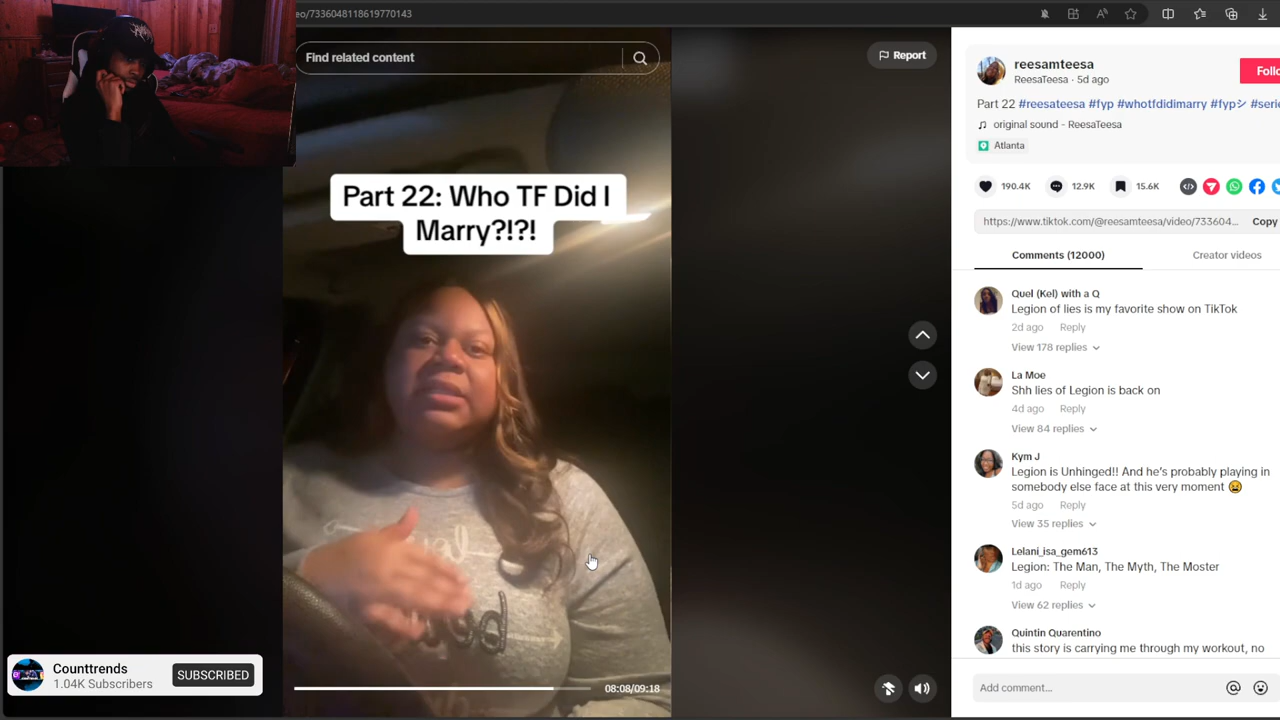 eo/7336048118619770143
Find related content
Report
Part 22: Who TF Did I
Marry?!?!
08:08/09:18
Counttrends
1.04K Subscribers
SUBSCRIBED
reesamteesa
ReesaTeesa · 5d ago
Follo
Part 22 #reesateesa #fyp #whotfdidimarry #fypシ #serie
original sound - ReesaTeesa
Atlanta
190.4K
12.9K
15.6K
https://www.tiktok.com/@reesamteesa/video/733604...
Copy
Comments (12000)
Creator videos
Quel (Kel) with a Q
Legion of lies is my favorite show on TikTok
2d ago Reply
View 178 replies
La Moe
Shh lies of Legion is back on
4d ago Reply
View 84 replies
Kym J
Legion is Unhinged!! And he's probably playing in
somebody else face at this very moment 😫
5d ago Reply
View 35 replies
Lelani_isa_gem613
Legion: The Man, The Myth, The Moster
1d ago Reply
View 62 replies
Quintin Quarentino
this story is carrying me through my workout, no
Add comment...